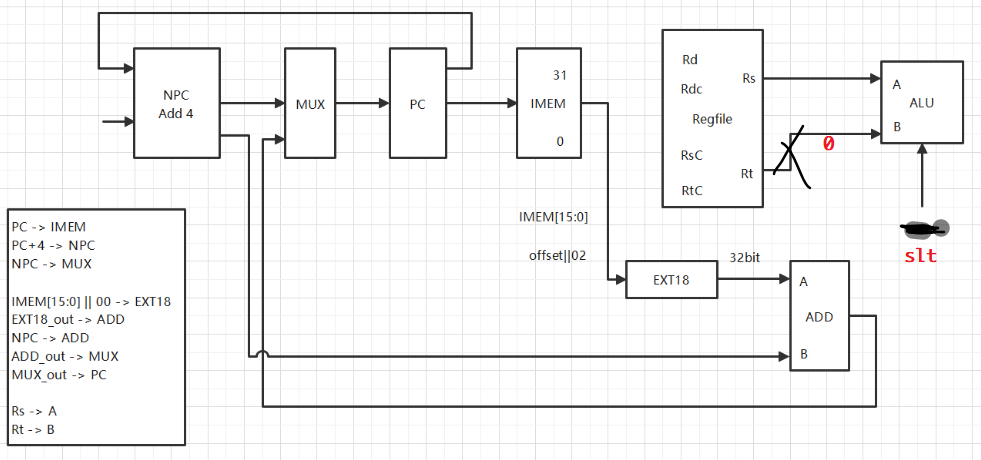 NPC
Add 4
MUX
PC
31
IMEM
0
Rd
Rdc
Regfile
RsC
RtC
Rs
Rt
A
ALU
B
0
slt
IMEM[15:0]
offset||02
EXT18
32bit
A
ADD
B
PC -> IMEM
PC+4 -> NPC
NPC -> MUX
IMEM[15:0] || 00 -> EXT18
EXT18_out -> ADD
NPC -> ADD
ADD_out -> MUX
MUX_out -> PC
Rs -> A
Rt -> B